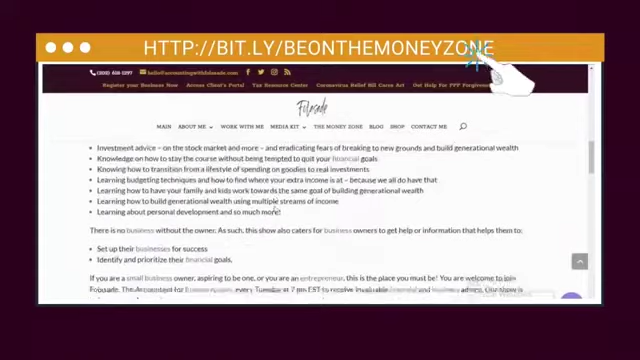 HTTP://BIT.LY/BEONTHEMONEYZONE
hello@accountingwithfolasade.com
Register your Business Now Access Client's Portal Tax Resource Center Coronavirus Relief Bill Cares Act Get Help For PPP Forgiveness
Folasade
MAIN ABOUT ME WORK WITH ME MEDIA KIT THE MONEY ZONE BLOG SHOP CONTACT ME
• Investment advice – on the stock market and more – and eradicating fears of breaking to new grounds and build generational wealth
• Knowledge on how to stay the course without being tempted to quit your financial goals
• Knowing how to transition from a lifestyle of spending on goodies to real investments
• Learning budgeting techniques and how to find where your extra income is at – because we all do have that
• Learning how to have your family and kids work towards the same goal of building generational wealth
• Learning how to build generational wealth using multiple streams of income
• Learning about personal development and so much more!
There is no business without the owner. As such, this show also caters for business owners to get help or information that helps them to:
• Set up their businesses for success
• Identify and prioritize their financial goals.
If you are a small business owner, aspiring to be one, or you are an entrepreneur, this is the place you must be! You are welcome to join
Folasade, The Accountant for
every Tuesday at 7 pm EST to receive invaluable financial and business advice. Our show is